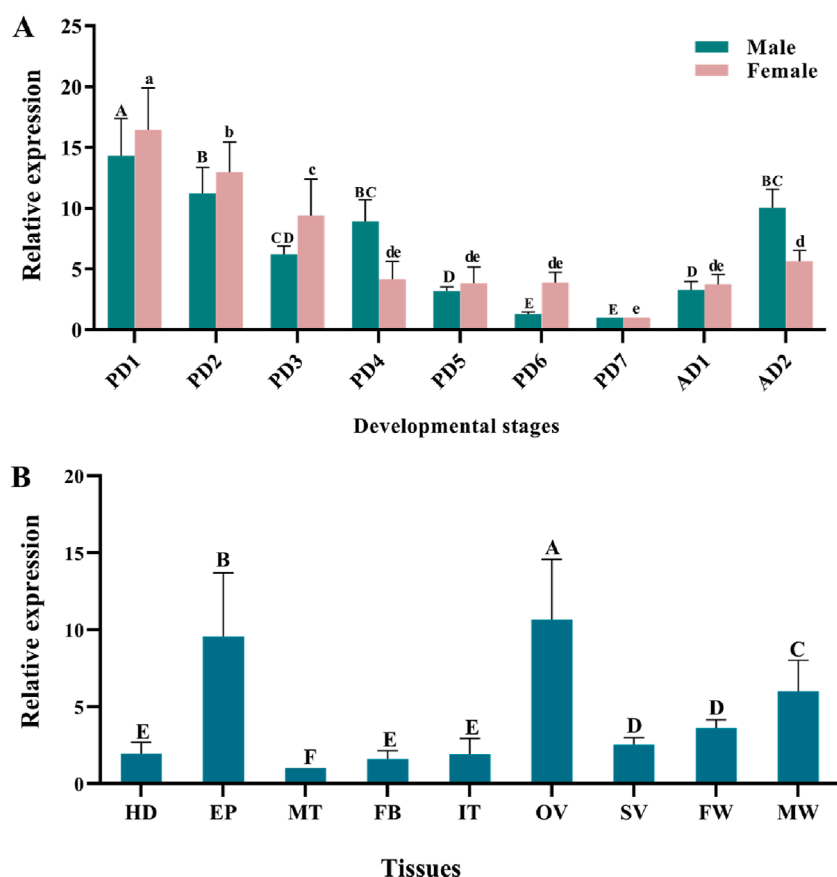 A
25
20
15
10
5
0
Relative expression
Male
Female
A a
B b
CD c
BC de
D de
E de
E e
D de
BC d
PD1 PD2 PD3 PD4 PD5 PD6 PD7 AD1 AD2
Developmental stages
B
20
15
10
5
0
Relative expression
E B F E E A D D C
HD EP MT FB IT OV SV FW MW
Tissues